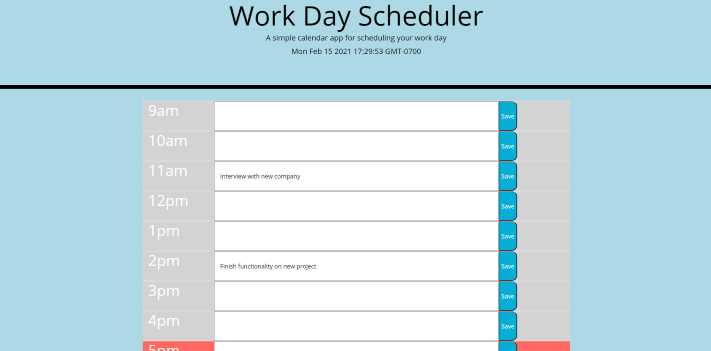 Work Day Scheduler
A simple calendar app for scheduling your work day
Mon Feb 15 2021 17:29:53 GMT-0700
9am Save
10am Save
11am Interview with new company Save
12pm Save
1pm Save
2pm Finish functionality on new project Save
3pm Save
4pm Save
5pm